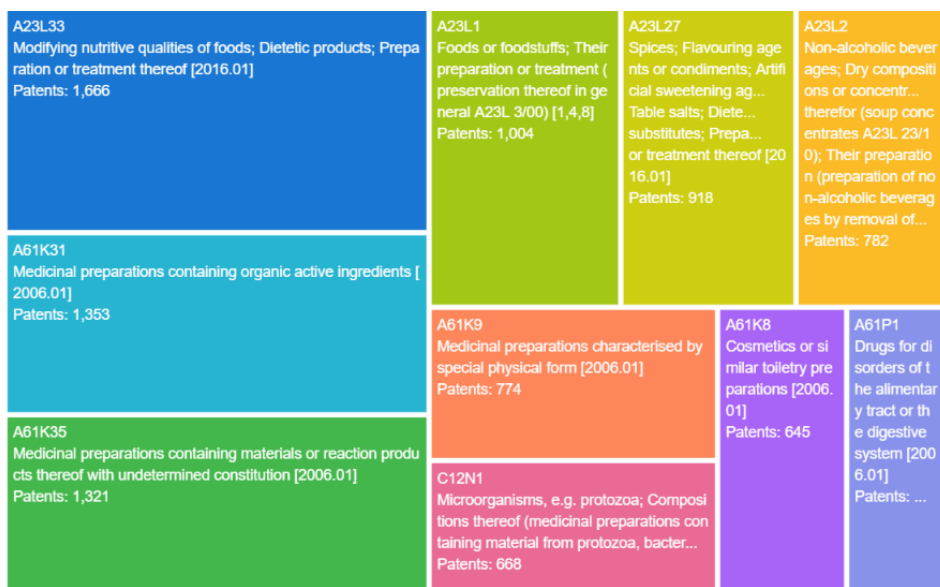 A23L33
Modifying nutritive qualities of foods; Dietetic products; Prepa
ration or treatment thereof [2016.01]
Patents: 1,666
A61K31
Medicinal preparations containing organic active ingredients [
2006.01]
Patents: 1,353
A61K35
Medicinal preparations containing materials or reaction produ
cts thereof with undetermined constitution [2006.01]
Patents: 1,321
A23L1
Foods or foodstuffs; Their
preparation or treatment (
preservation thereof in gen
eral A23L 3/00) [1,4,8]
Patents: 1,004
A23L27
Spices; Flavouring age
nts or condiments; Artifi
cial sweetening ag...
Table salts; Diete...
substitutes; Prepa...
or treatment thereof [20
16.01]
Patents: 918
A23L2
Non-alcoholic bever
ages; Dry compositi
ons or concentr...
therefor (soup conc
entrates A23L 23/1
0); Their preparatio
n (preparation of no
n-alcoholic beverag
es by removal of...
Patents: 782
A61K9
Medicinal preparations characterised by
special physical form [2006.01]
Patents: 774
C12N1
Microorganisms, e.g. protozoa; Composi
tions thereof (medicinal preparations con
taining material from protozoa, bacter...
Patents: 668
A61K8
Cosmetics or si
milar toiletry pre
parations [2006.
01]
Patents: 645
A61P1
Drugs for di
sorders of t
he alimentar
y tract or th
e digestive
system [200
6.01]
Patents: ...